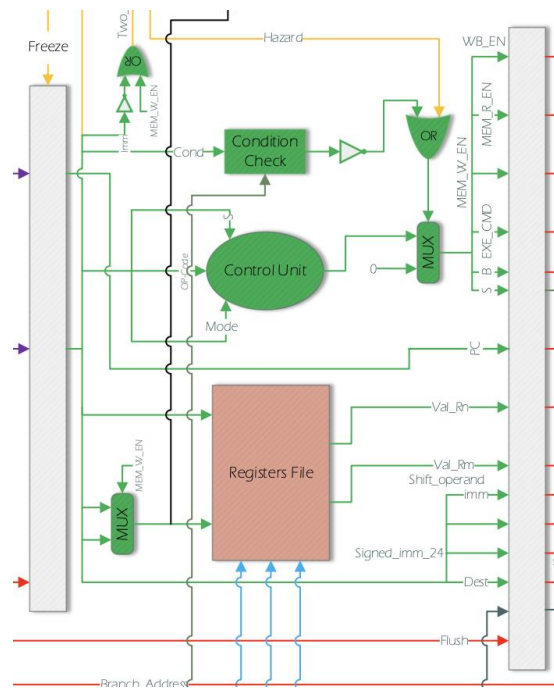 Two_
Freeze
Hazard
WB_EN
OR
MEM_W_EN
imm
MEM_R_EN
Cond
Condition
Check
OR
MEM_W_EN
S
EXE_CMD
MUX
OP-Code
Control Unit
0
B
S
Mode
PC
Val_Rn
MEM_W_EN
Registers File
Val_Rm
Shift_operand
imm
MUX
Signed_imm_24
Dest
Flush
Branch_Address